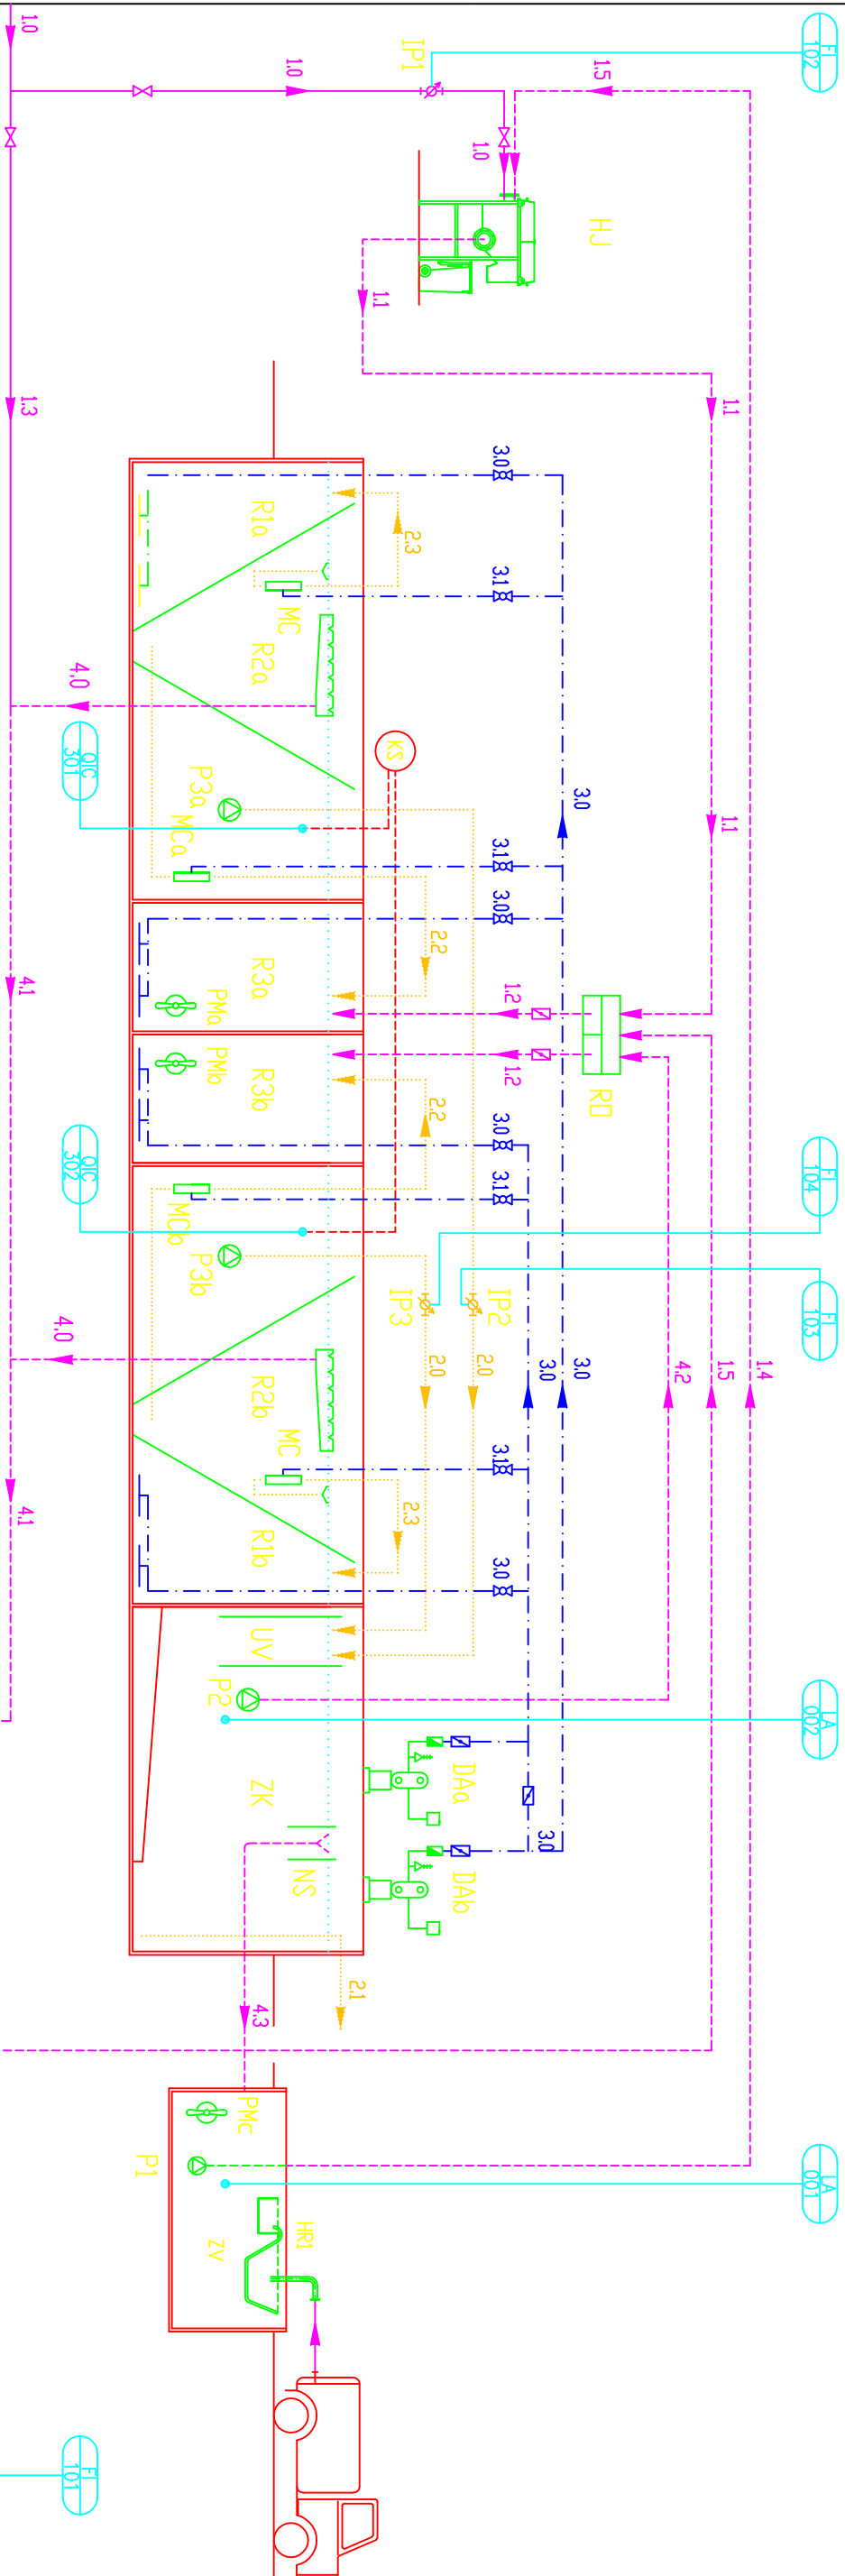 FI
102
FI
104
FI
103
LA
002
LA
001
1.4
1.1
1.1
1.5
4.2
1.5
HJ
RO
3.0
3.0
3.0
3.0
3.0
3.1
3.1
3.0
1.2
1.2
3.0
3.1
IP2
3.1
3.0
1.0
2.0
DAa
DAb
2.2
2.2
2.0
IP1
2.3
IP3
2.3
KS
1.1
2.1
1.0
NS
HR1
MC
MC
R1a
R2a
R3a
R3b
R2b
R1b
UV
ZK
4.3
PMc
PMa
PMb
P2
ZV
P3a
P3b
MCa
MCb
P1
4.0
QIC
301
QIC
302
4.0
FI
101
1.0
1.3
4.1
4.1